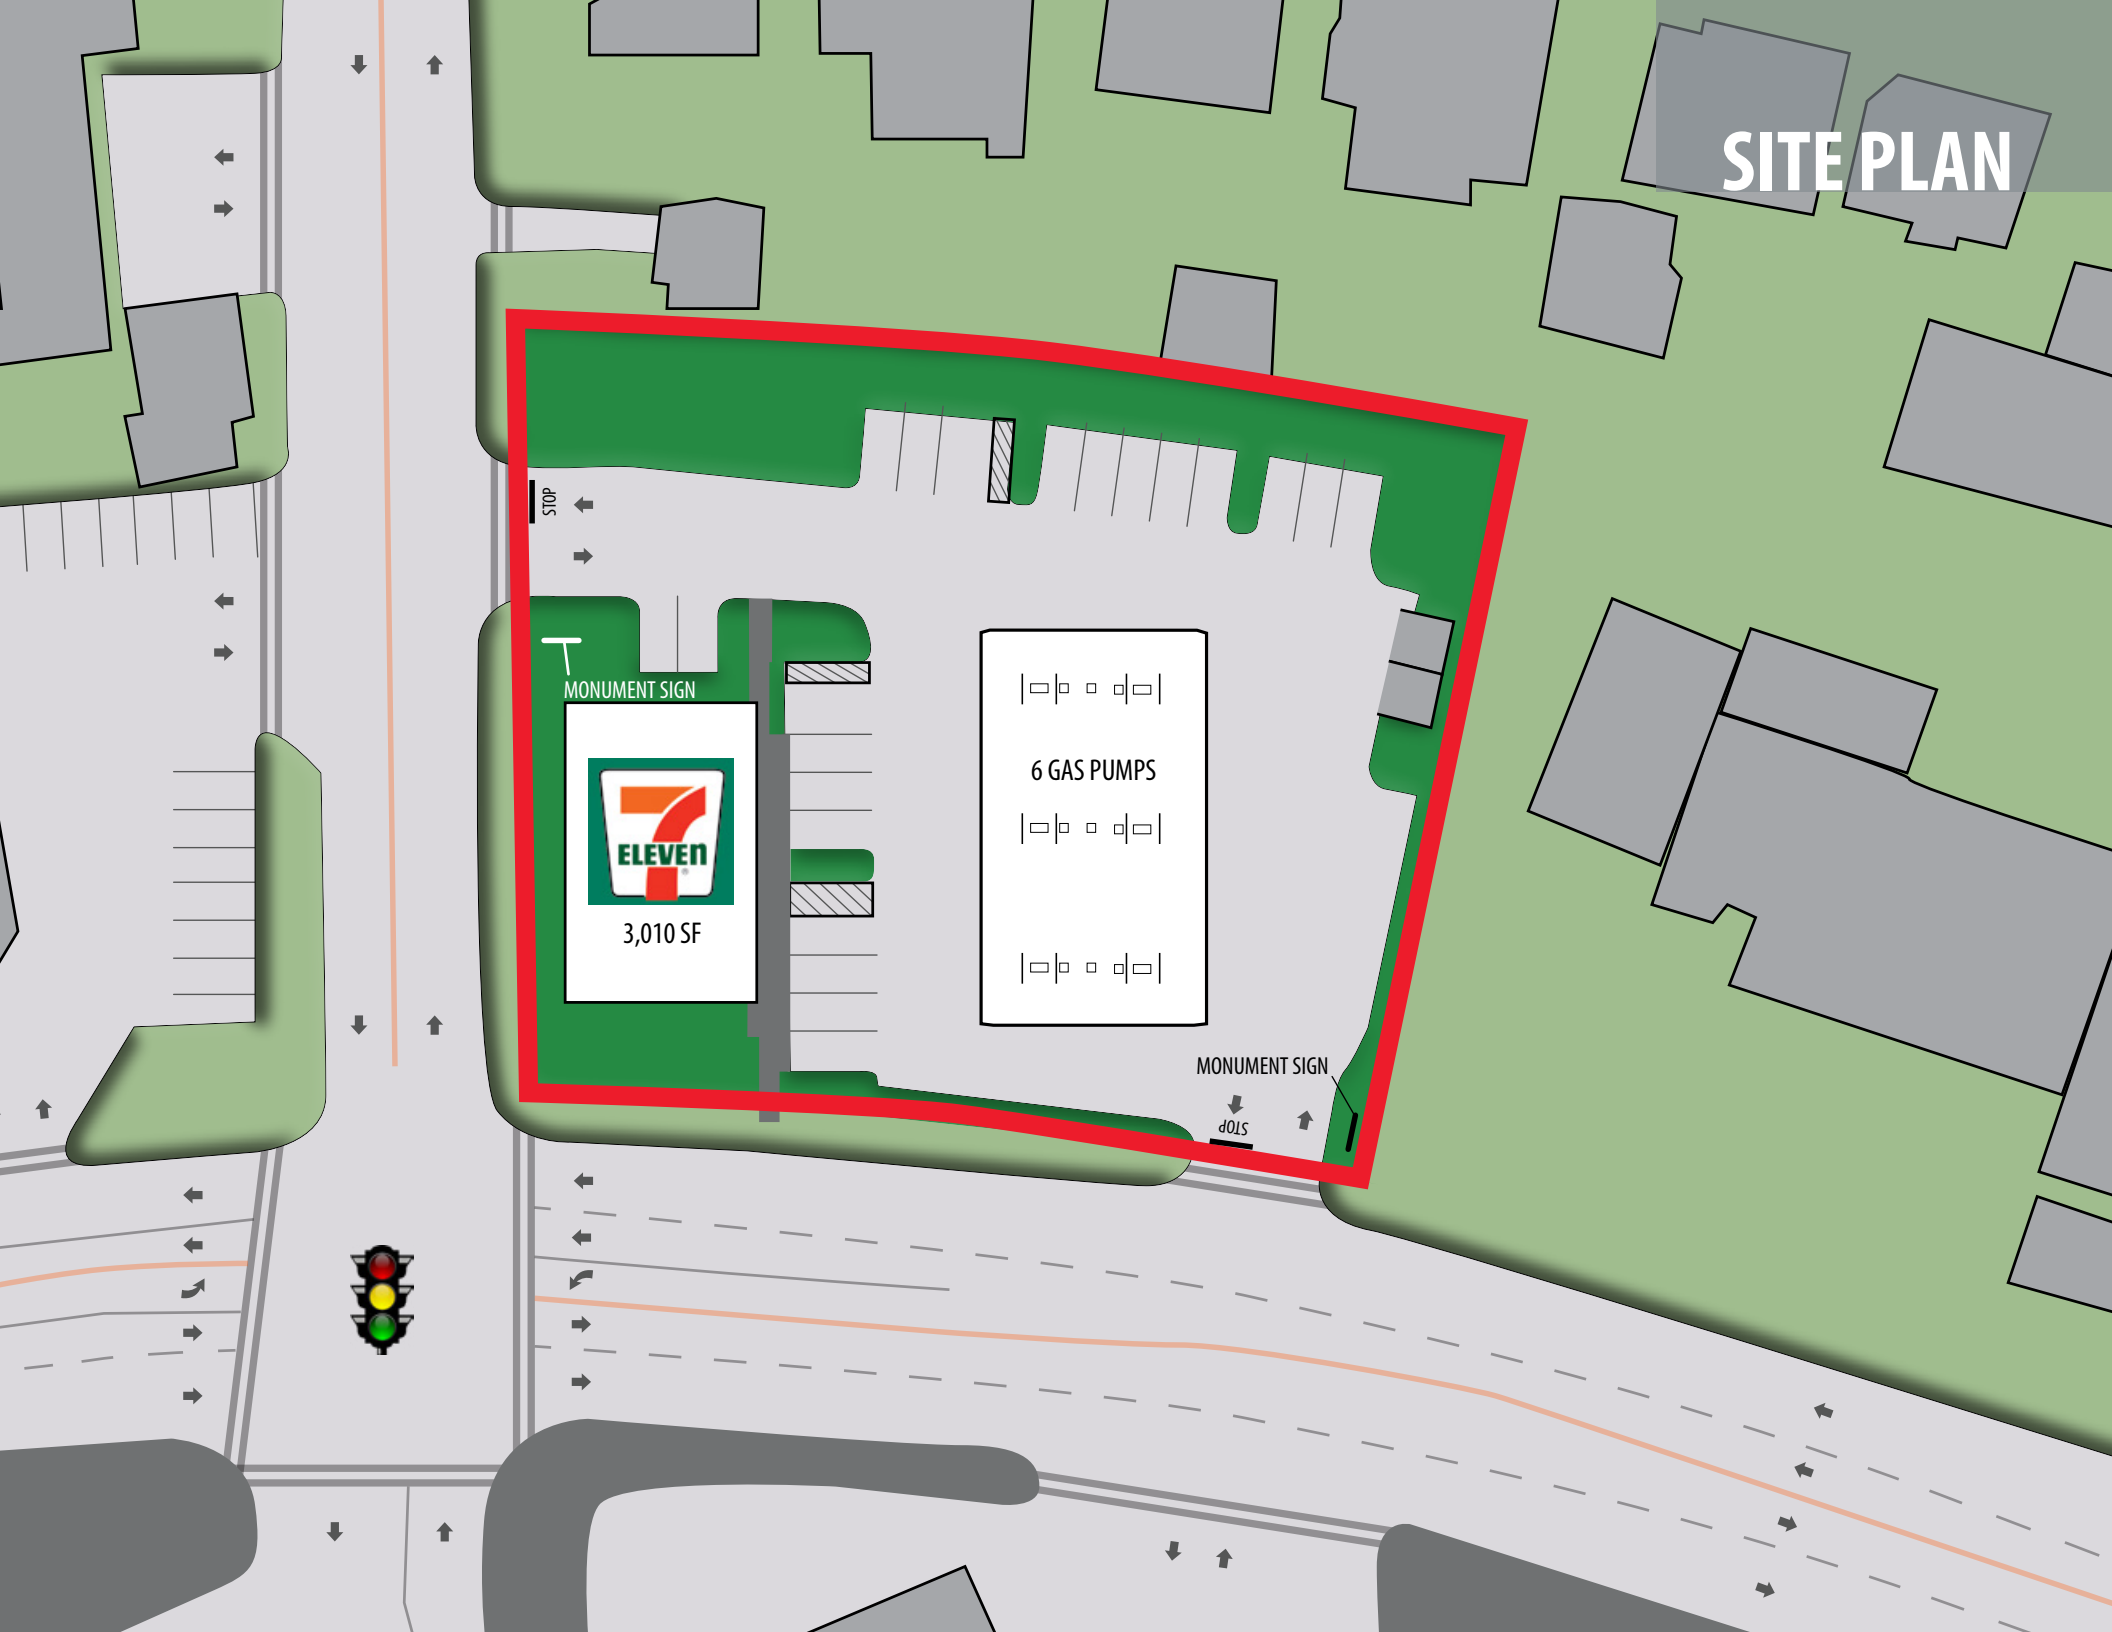 SITE PLAN
STOP
MONUMENT SIGN
7
ELEVEn
®
3,010 SF
6 GAS PUMPS
MONUMENT SIGN
STOP